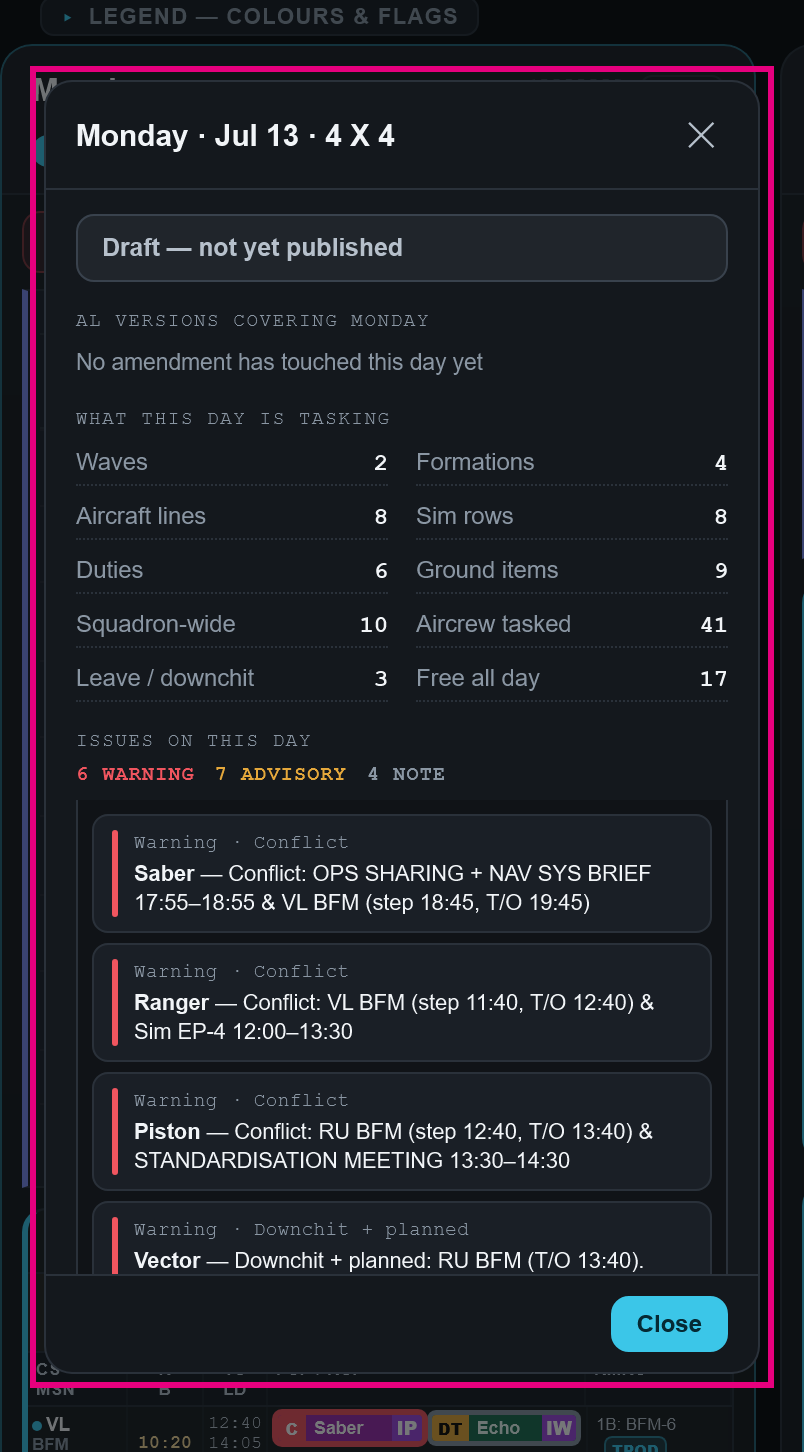 LEGEND — COLOURS & FLAGS
Monday · Jul 13 · 4 X 4
Draft — not yet published
AL VERSIONS COVERING MONDAY
No amendment has touched this day yet
WHAT THIS DAY IS TASKING
Waves 2 Formations 4
Aircraft lines 8 Sim rows 8
Duties 6 Ground items 9
Squadron-wide 10 Aircrew tasked 41
Leave / downchit 3 Free all day 17
ISSUES ON THIS DAY
6 WARNING 7 ADVISORY 4 NOTE
Warning · Conflict
Saber — Conflict: OPS SHARING + NAV SYS BRIEF
17:55–18:55 & VL BFM (step 18:45, T/O 19:45)
Warning · Conflict
Ranger — Conflict: VL BFM (step 11:40, T/O 12:40) &
Sim EP-4 12:00–13:30
Warning · Conflict
Piston — Conflict: RU BFM (step 12:40, T/O 13:40) &
STANDARDISATION MEETING 13:30–14:30
Warning · Downchit + planned
Vector — Downchit + planned: RU BFM (T/O 13:40).
Close
MSN B LD
VL 12:40 C Saber IP DT Echo IW 1B: BFM-6
BFM 10:20 14:05 TROD